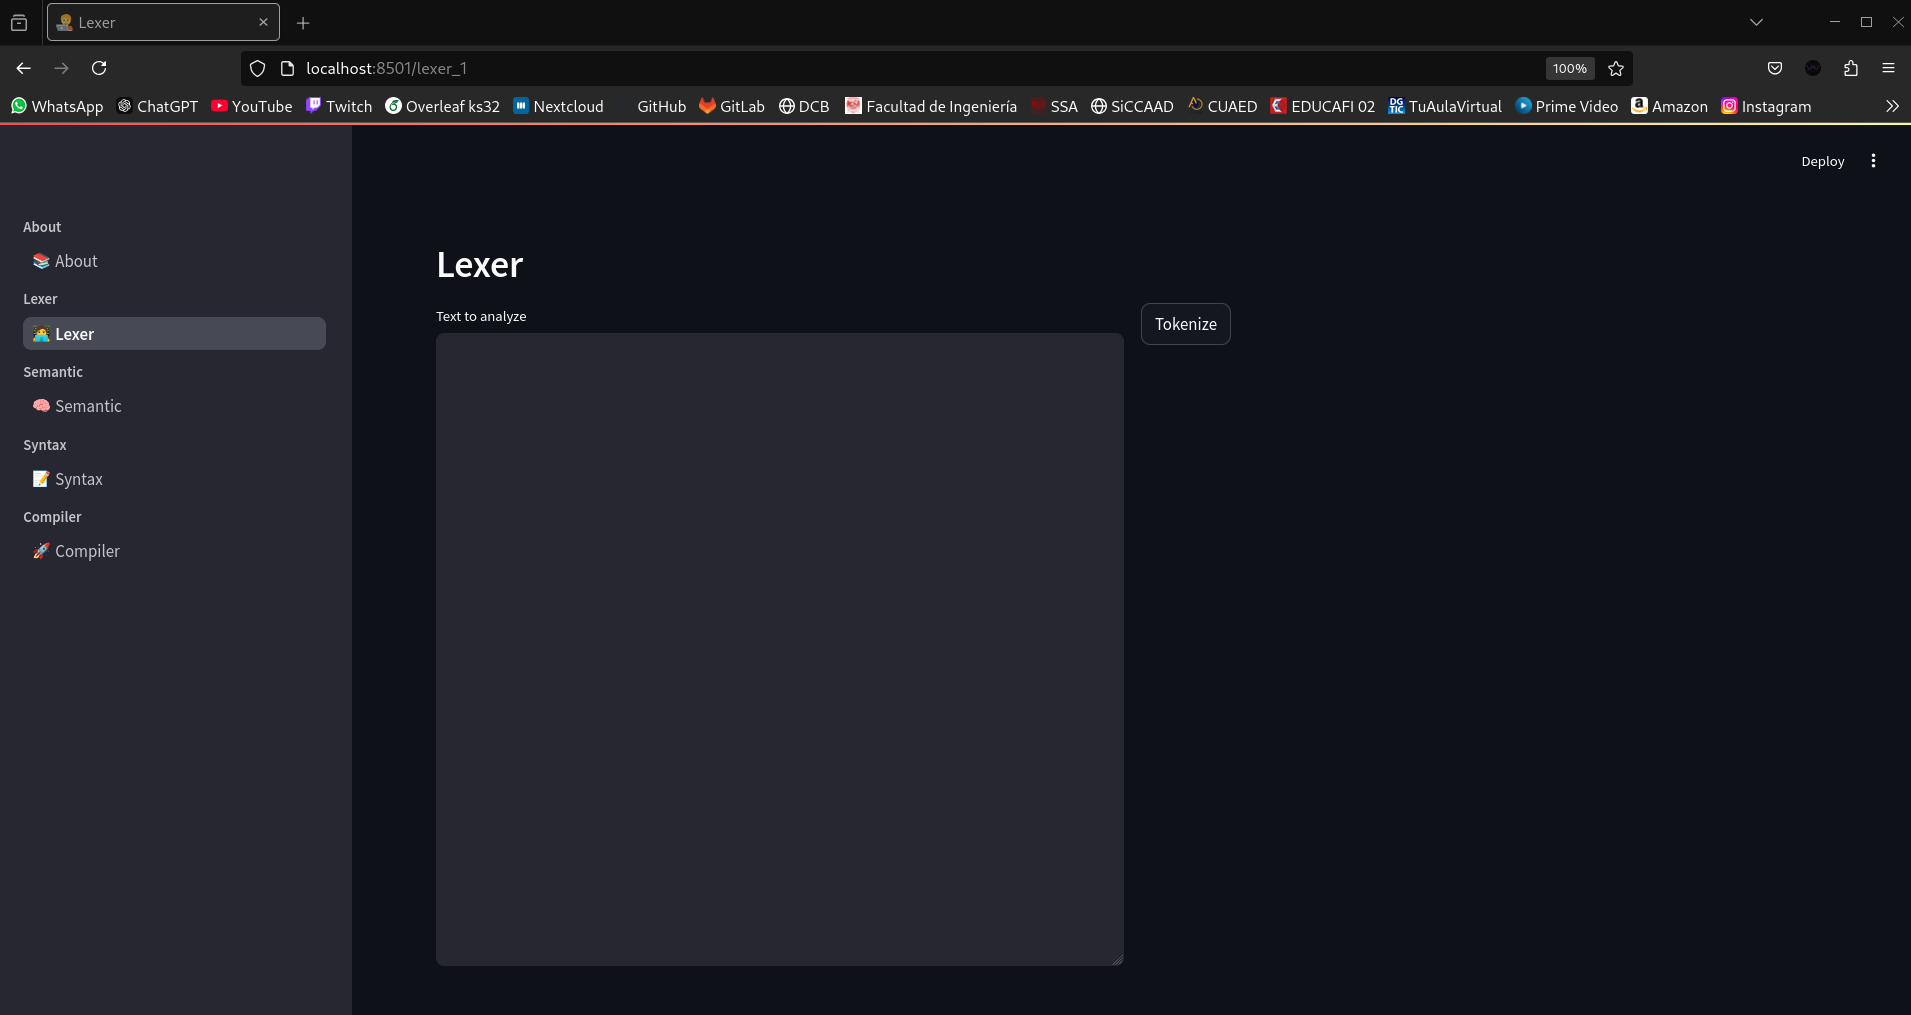 Lexer
localhost:8501/lexer_1
100%
WhatsApp ChatGPT YouTube Twitch Overleaf ks32 Nextcloud GitHub GitLab DCB Facultad de Ingeniería SSA SiCCAAD CUAED EDUCAFI 02 DGTIC TuAulaVirtual Prime Video Amazon Instagram
Deploy
About
About
Lexer
Lexer
Semantic
Semantic
Syntax
Syntax
Compiler
Compiler
Lexer
Text to analyze
Tokenize